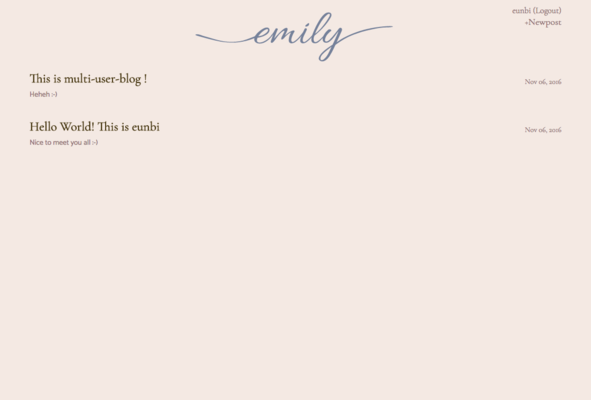 eunbi (Logout)
emily
+Newpost
This is multi-user-blog !
Nov 06, 2016
Heheh :-)
Hello World! This is eunbi
Nov 06, 2016
Nice to meet you all :-)